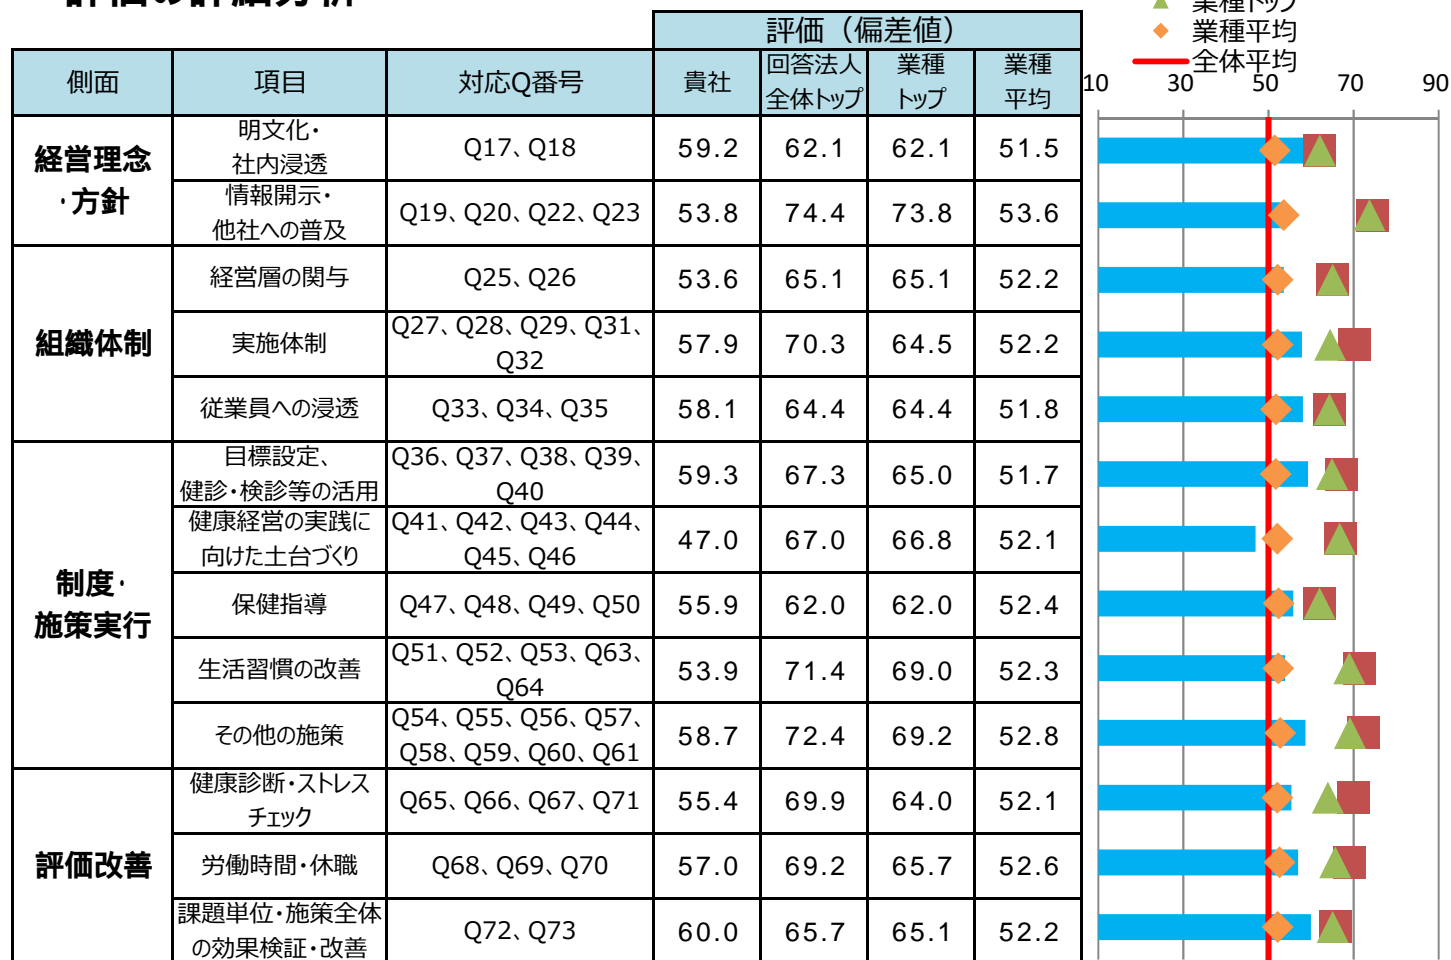 評価の詳細分析
業種トップ
業種平均
全体平均
評価（偏差値）
側面 項目 対応Q番号 貴社 回答法人 業種 業種
全体トップ トップ 平均
10 30 50 70 90
経営理念
・方針
明文化・
社内浸透
Q17、Q18 59.2 62.1 62.1 51.5
情報開示・
他社への普及
Q19、Q20、Q22、Q23 53.8 74.4 73.8 53.6
組織体制
経営層の関与 Q25、Q26 53.6 65.1 65.1 52.2
実施体制
Q27、Q28、Q29、Q31、
Q32
57.9 70.3 64.5 52.2
従業員への浸透 Q33、Q34、Q35 58.1 64.4 64.4 51.8
制度・
施策実行
目標設定、
健診・検診等の活用
Q36、Q37、Q38、Q39、
Q40
59.3 67.3 65.0 51.7
健康経営の実践に
向けた土台づくり
Q41、Q42、Q43、Q44、
Q45、Q46
47.0 67.0 66.8 52.1
保健指導 Q47、Q48、Q49、Q50 55.9 62.0 62.0 52.4
生活習慣の改善
Q51、Q52、Q53、Q63、
Q64
53.9 71.4 69.0 52.3
その他の施策
Q54、Q55、Q56、Q57、
Q58、Q59、Q60、Q61
58.7 72.4 69.2 52.8
評価改善
健康診断・ストレス
チェック
Q65、Q66、Q67、Q71 55.4 69.9 64.0 52.1
労働時間・休職 Q68、Q69、Q70 57.0 69.2 65.7 52.6
課題単位・施策全体
の効果検証・改善
Q72、Q73 60.0 65.7 65.1 52.2